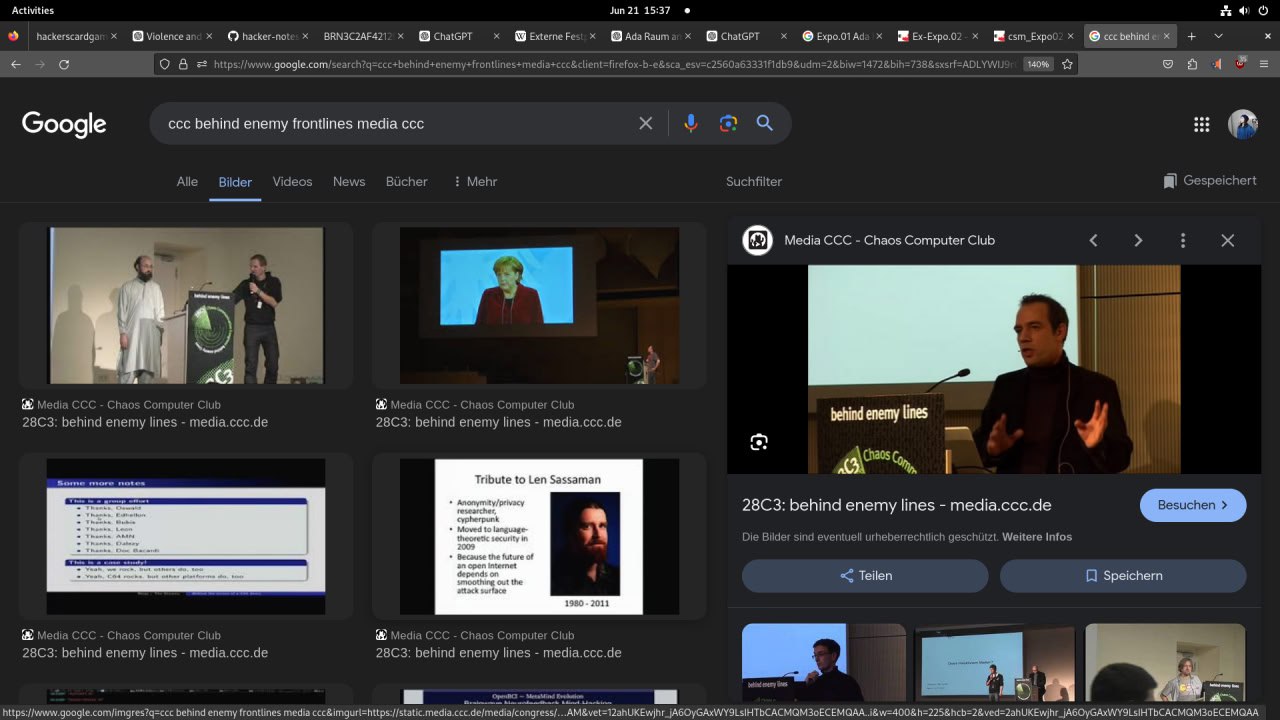 Activities
Jun 21 15:37
hackerscardgam
Violence and
hacker-notes
BRN3C2AF42129
ChatGPT
Externe Festp
Ada Raum an
ChatGPT
Expo.01 Ada
Ex-Expo.02 -
csm_Expo02
ccc behind en
https://www.google.com/search?q=ccc+behind+enemy+frontlines+media+ccc&client=firefox-b-e&sca_esv=c2560a63331f1db9&udm=2&biw=1472&bih=738&sxsrf=ADLYWIJ9r
140%
Google
ccc behind enemy frontlines media ccc
Alle
Bilder
Videos
News
Bücher
Mehr
Suchfilter
Gespeichert
behind enemy lines
Media CCC - Chaos Computer Club
28C3: behind enemy lines - media.ccc.de
Media CCC - Chaos Computer Club
28C3: behind enemy lines - media.ccc.de
Some more notes
This is a group effort
Thanks, Oswald
Thanks, Edhellon
Thanks, Bubis
Thanks, Leon
Thanks, AMN
Thanks, Dalezy
Thanks, Doc Bacardi
This is a case study!
Yeah, we rock, but others do, too
Yeah, C64 rocks, but other platforms do, too
Media CCC - Chaos Computer Club
28C3: behind enemy lines - media.ccc.de
Tribute to Len Sassaman
• Anonymity/privacy
researcher,
cypherpunk
• Moved to language-
theoretic security in
2009
• Because the future of
an open Internet
depends on
smoothing out the
attack surface
1980 - 2011
Media CCC - Chaos Computer Club
28C3: behind enemy lines - media.ccc.de
OpenBCI ~ MetaMind Evolution
Brainwave Neurofeedback Mind Hacking
Media CCC - Chaos Computer Club
behind enemy lines
C3 Chaos Comm
28C3: behind enemy lines - media.ccc.de
Besuchen
Die Bilder sind eventuell urheberrechtlich geschützt. Weitere Infos
Teilen
Speichern
https://www.google.com/imgres?q=ccc behind enemy frontlines media ccc&imgurl=https://static.media.ccc.de/media/congress/…AM&vet=12ahUKEwjhr_jA6OyGAxWY9LsIHTbCACMQM3oECEMQAA..i&w=400&h=225&hcb=2&ved=2ahUKEwjhr_jA6OyGAxWY9LsIHTbCACMQM3oECEMQAA